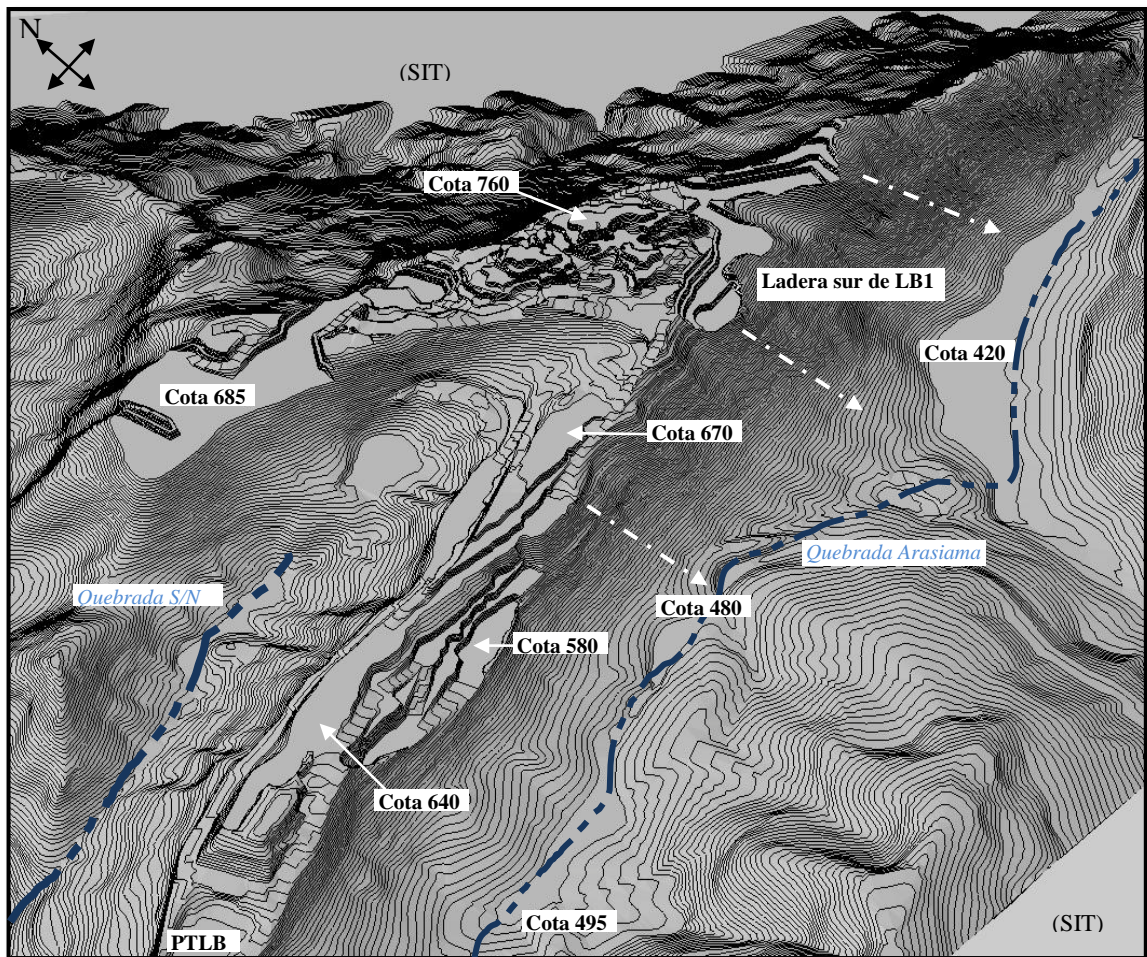 N
(SIT)
Cota 760
Ladera sur de LB1
Cota 420
Cota 685
Cota 670
Quebrada Arasiama
Quebrada S/N
Cota 480
Cota 580
Cota 640
Cota 495
(SIT)
PTLB